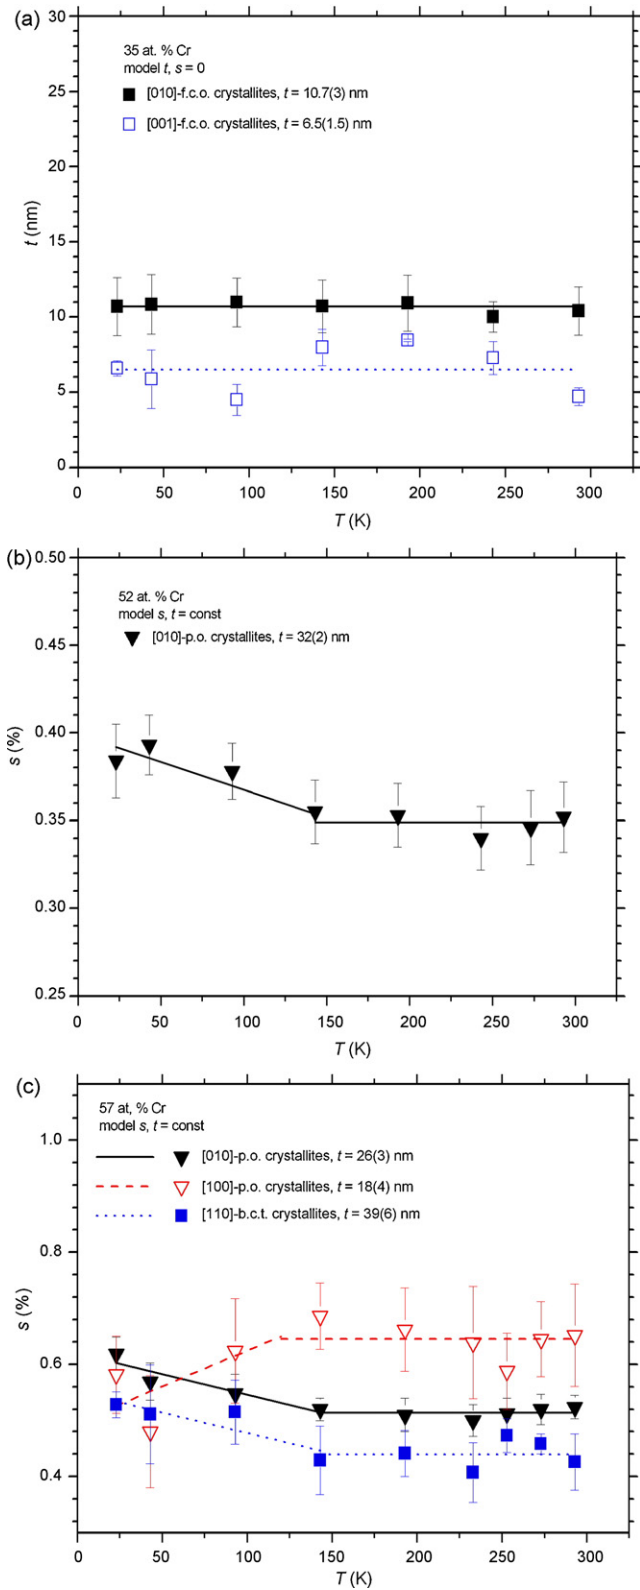 (a)
30
35 at. % Cr
model t, s = 0
[010]-f.c.o. crystallites, t = 10.7(3) nm
[001]-f.c.o. crystallites, t = 6.5(1.5) nm
25
20
t (nm)
15
10
5
0
0 50 100 150 200 250 300
T (K)
(b)
0.50
52 at. % Cr
model s, t = const
[010]-p.o. crystallites, t = 32(2) nm
0.45
0.40
s (%)
0.35
0.30
0.25
0 50 100 150 200 250 300
T (K)
(c)
57 at, % Cr
model s, t = const
1.0
[010]-p.o. crystallites, t = 26(3) nm
[100]-p.o. crystallites, t = 18(4) nm
[110]-b.c.t. crystallites, t = 39(6) nm
0.8
s (%)
0.6
0.4
0 50 100 150 200 250 300
T (K)